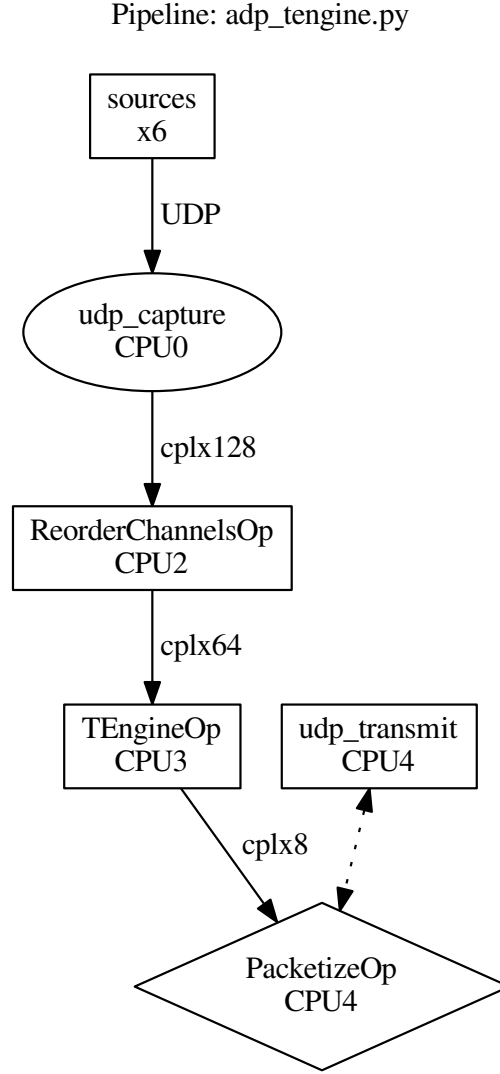 Pipeline: adp_tengine.py
sources
x6
UDP
udp_capture
CPU0
cplx128
ReorderChannelsOp
CPU2
cplx64
TEngineOp
CPU3
udp_transmit
CPU4
cplx8
PacketizeOp
CPU4